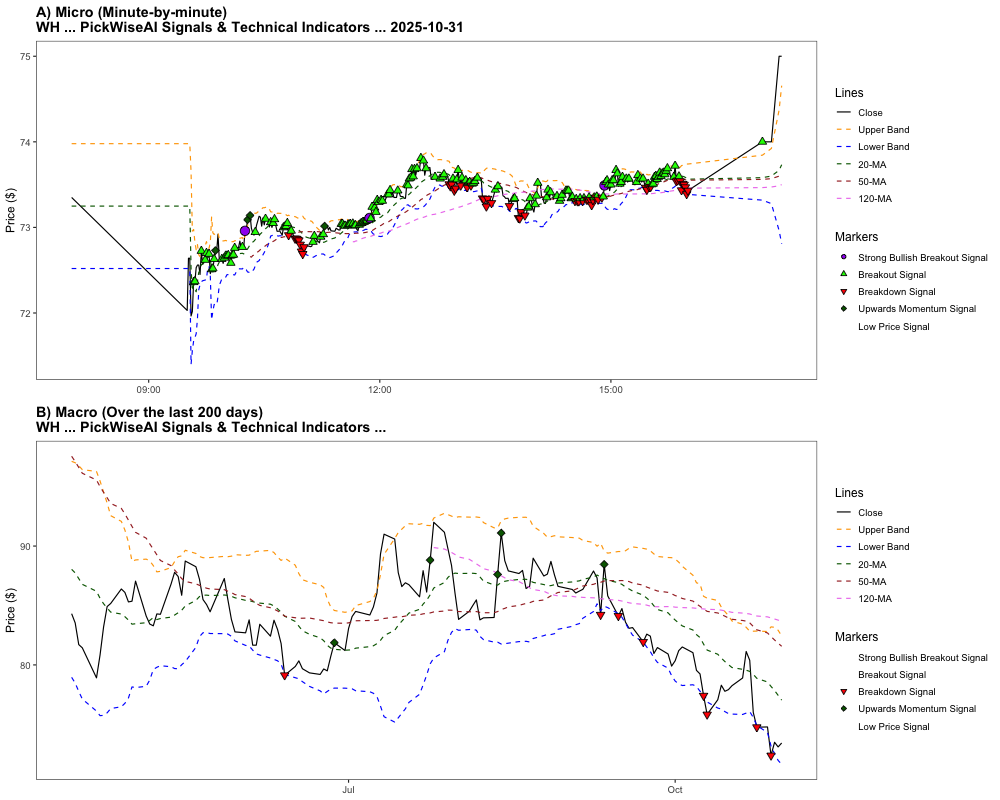 A) Micro (Minute-by-minute)
WH ... PickWiseAI Signals & Technical Indicators ... 2025-10-31
Price ($)
75
74
73
72
09:00
12:00
15:00
Lines
Close
Upper Band
Lower Band
20-MA
50-MA
120-MA
Markers
Strong Bullish Breakout Signal
Breakout Signal
Breakdown Signal
Upwards Momentum Signal
Low Price Signal
B) Macro (Over the last 200 days)
WH ... PickWiseAI Signals & Technical Indicators ...
Price ($)
90
80
Jul
Oct
Lines
Close
Upper Band
Lower Band
20-MA
50-MA
120-MA
Markers
Strong Bullish Breakout Signal
Breakout Signal
Breakdown Signal
Upwards Momentum Signal
Low Price Signal